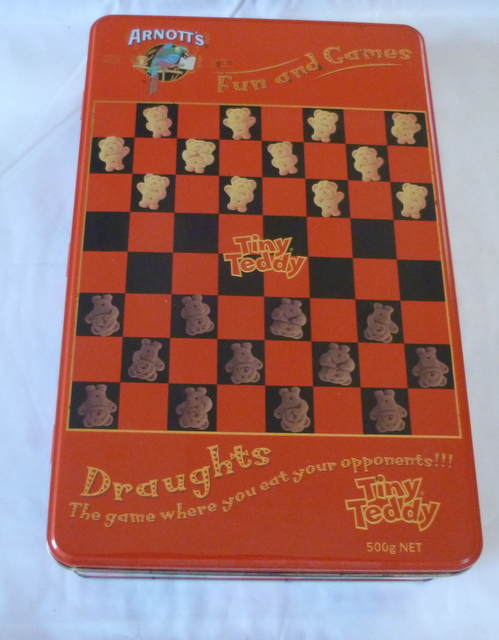 ARNOTT'S
Fun and Games
Tiny
Teddy
Draughts
The game where you eat your opponents!!!
Tiny
Teddy
500g NET